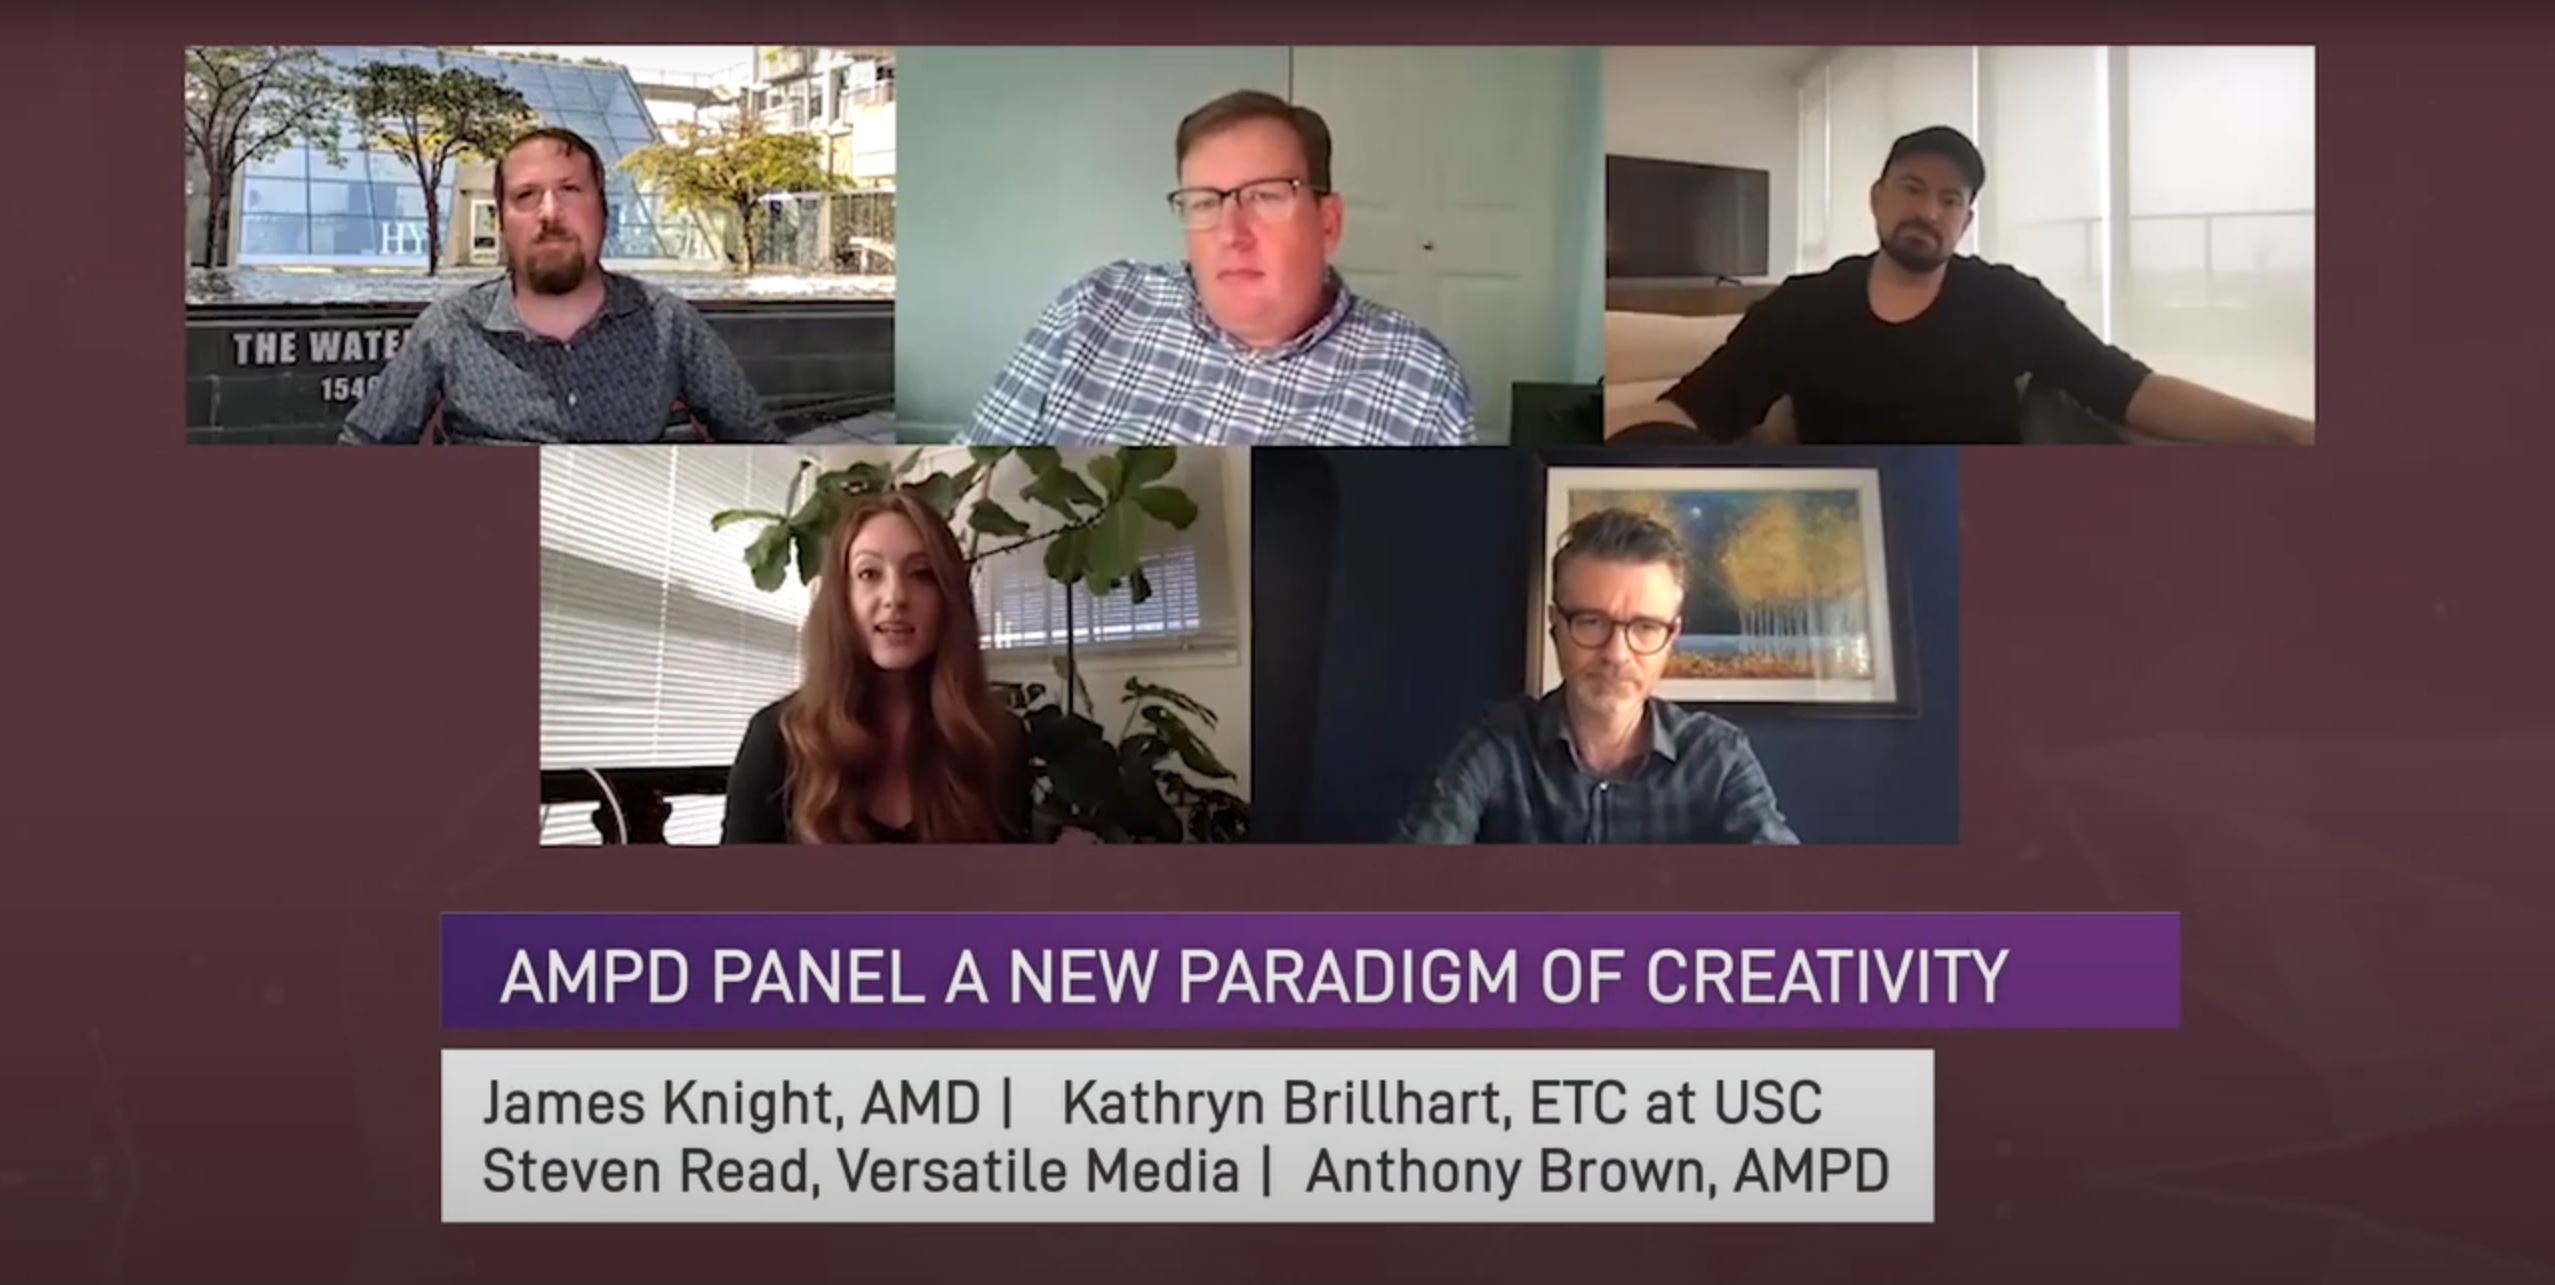 THE WATE
1540
AMPD PANEL A NEW PARADIGM OF CREATIVITY
James Knight, AMD | Kathryn Brillhart, ETC at USC
Steven Read, Versatile Media | Anthony Brown, AMPD